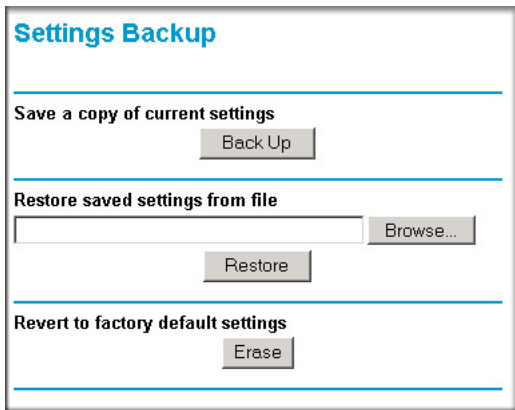 Settings Backup
Save a copy of current settings
Back Up
Restore saved settings from file
Browse...
Restore
Revert to factory default settings
Erase